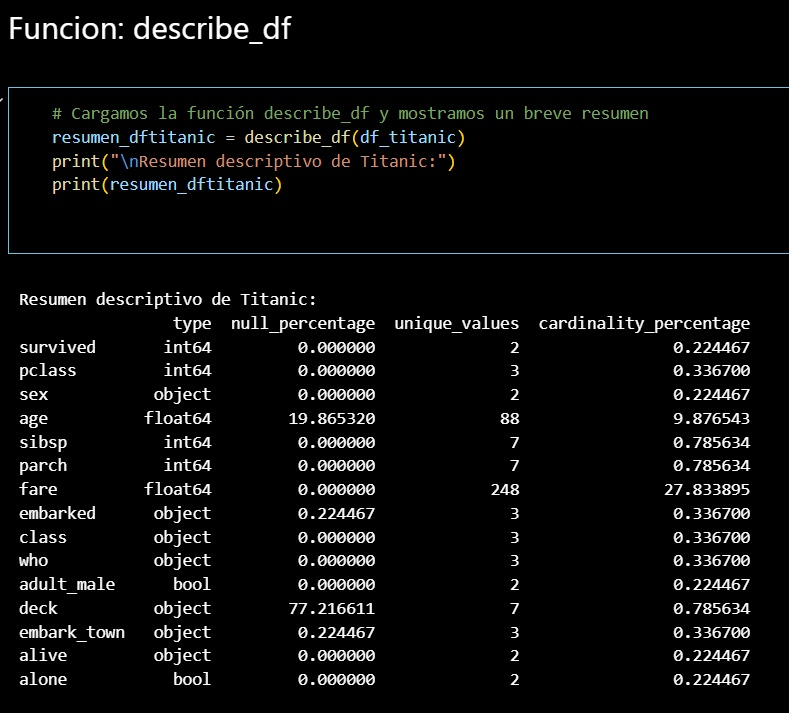 Funcion: describe_df
# Cargamos la función describe_df y mostramos un breve resumen
resumen_dftitanic = describe_df(df_titanic)
print("\nResumen descriptivo de Titanic:")
print(resumen_dftitanic)
Resumen descriptivo de Titanic:
type null_percentage unique_values cardinality_percentage
survived int64 0.000000 2 0.224467
pclass int64 0.000000 3 0.336700
sex object 0.000000 2 0.224467
age float64 19.865320 88 9.876543
sibsp int64 0.000000 7 0.785634
parch int64 0.000000 7 0.785634
fare float64 0.000000 248 27.833895
embarked object 0.224467 3 0.336700
class object 0.000000 3 0.336700
who object 0.000000 3 0.336700
adult_male bool 0.000000 2 0.224467
deck object 77.216611 7 0.785634
embark_town object 0.224467 3 0.336700
alive object 0.000000 2 0.224467
alone bool 0.000000 2 0.224467